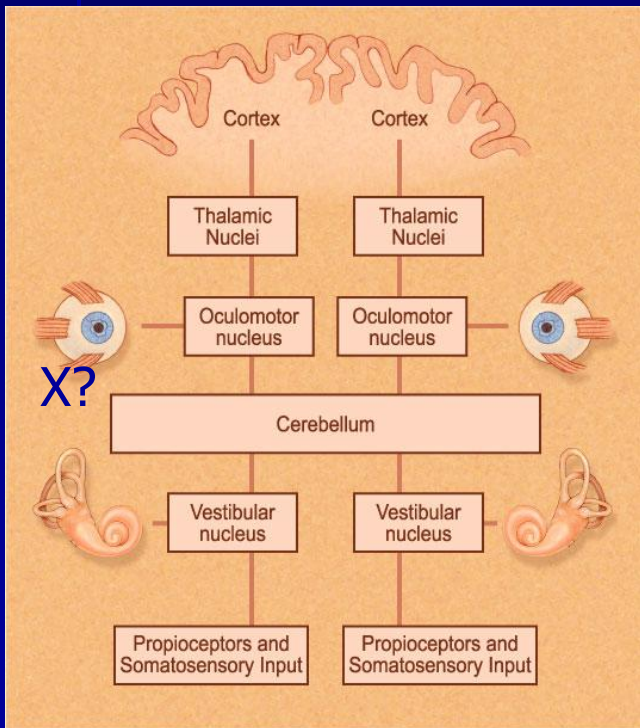 Cortex Cortex
Thalamic
Nuclei
Thalamic
Nuclei
Oculomotor
nucleus
Oculomotor
nucleus
X?
Cerebellum
Vestibular
nucleus
Vestibular
nucleus
Propioceptors and
Somatosensory Input
Propioceptors and
Somatosensory Input